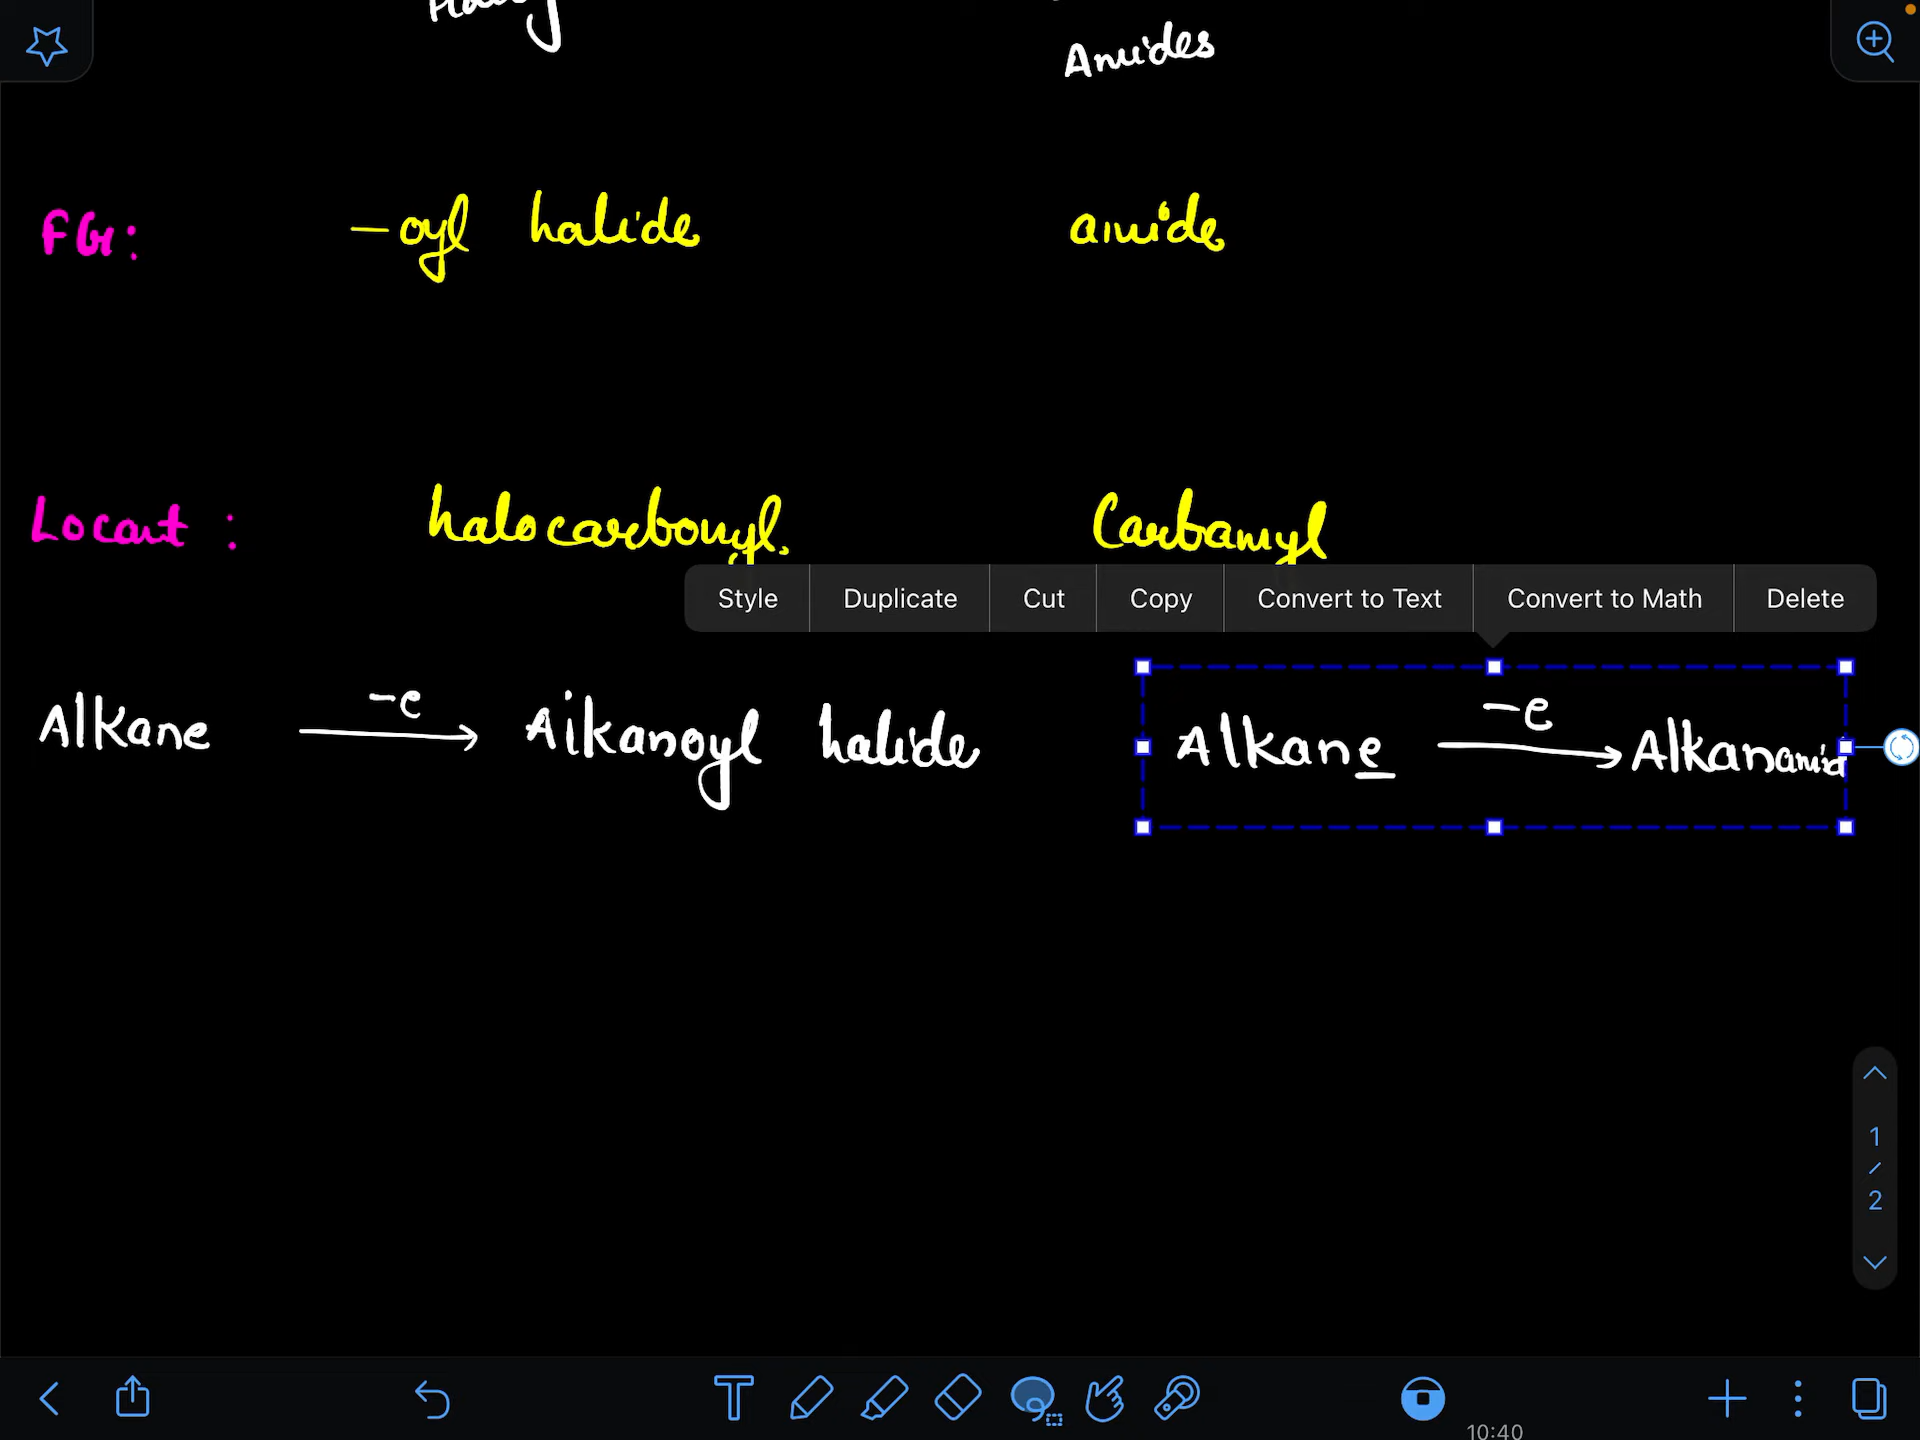 Amides
FG: -oyl halide amide
Locant : halocarbonyl. Carbamyl
Style Duplicate Cut Copy Convert to Text Convert to Math Delete
Alkane -e Alkanoyl halide Alkane -e Alkanamid
1
/
2
10:40